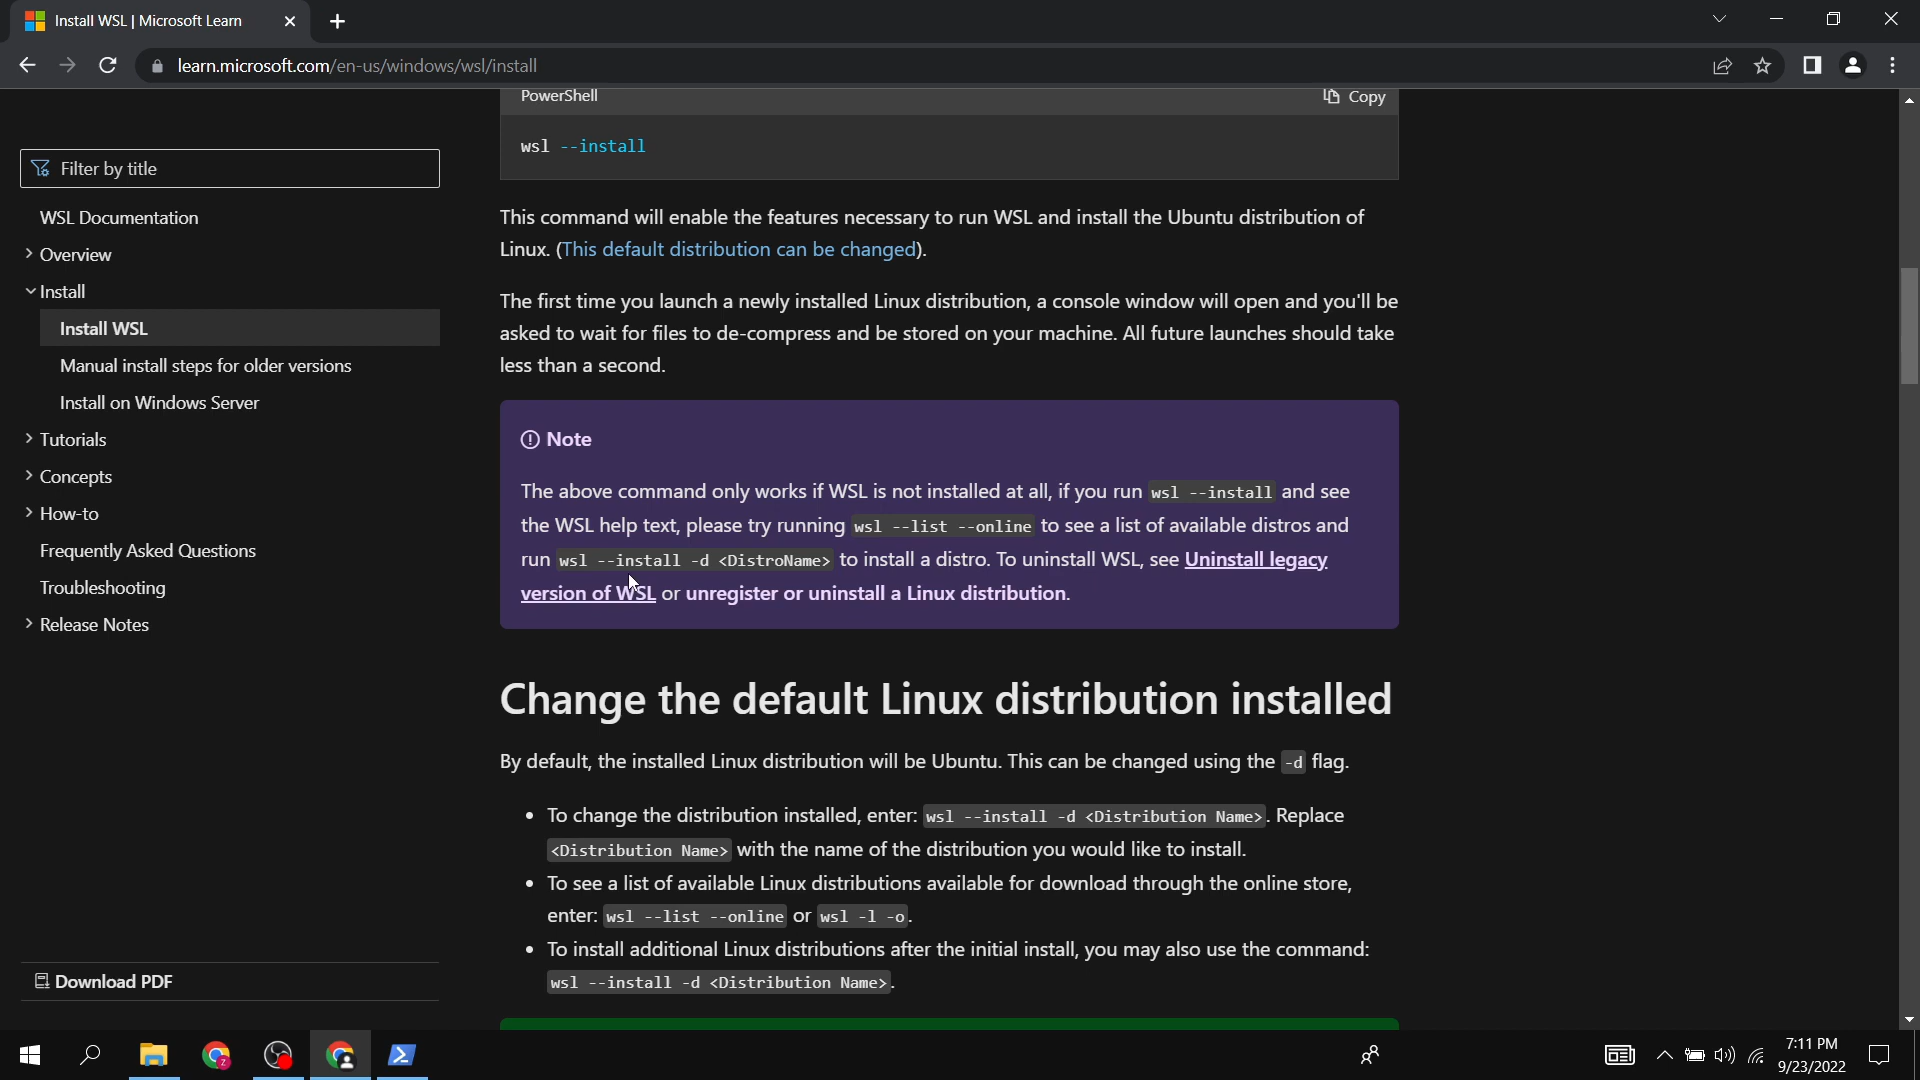 Install WSL | Microsoft Learn
learn.microsoft.com/en-us/windows/wsl/install
PowerShell
Copy
wsl --install
Filter by title
WSL Documentation
Overview
Install
Install WSL
Manual install steps for older versions
Install on Windows Server
Tutorials
Concepts
How-to
Frequently Asked Questions
Troubleshooting
Release Notes
Download PDF
This command will enable the features necessary to run WSL and install the Ubuntu distribution of
Linux. (This default distribution can be changed).
The first time you launch a newly installed Linux distribution, a console window will open and you'll be
asked to wait for files to de-compress and be stored on your machine. All future launches should take
less than a second.
Note
The above command only works if WSL is not installed at all, if you run wsl --install and see
the WSL help text, please try running wsl --list --online to see a list of available distros and
run wsl --install -d <DistroName> to install a distro. To uninstall WSL, see Uninstall legacy
version of WSL or unregister or uninstall a Linux distribution.
Change the default Linux distribution installed
By default, the installed Linux distribution will be Ubuntu. This can be changed using the -d flag.
• To change the distribution installed, enter: wsl --install -d <Distribution Name>. Replace
<Distribution Name> with the name of the distribution you would like to install.
• To see a list of available Linux distributions available for download through the online store,
enter: wsl --list --online or wsl -l -o.
• To install additional Linux distributions after the initial install, you may also use the command:
wsl --install -d <Distribution Name>.
7:11 PM
9/23/2022